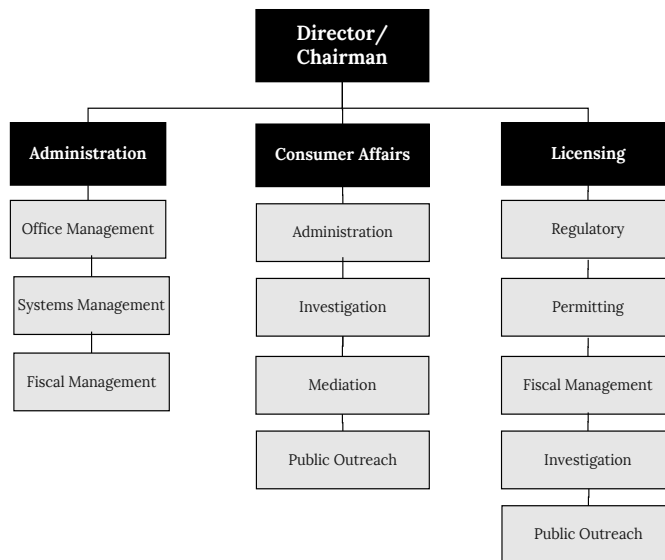 Director/
Chairman
Administration
Consumer Affairs
Licensing
Office Management
Systems Management
Fiscal Management
Administration
Investigation
Mediation
Public Outreach
Regulatory
Permitting
Fiscal Management
Investigation
Public Outreach